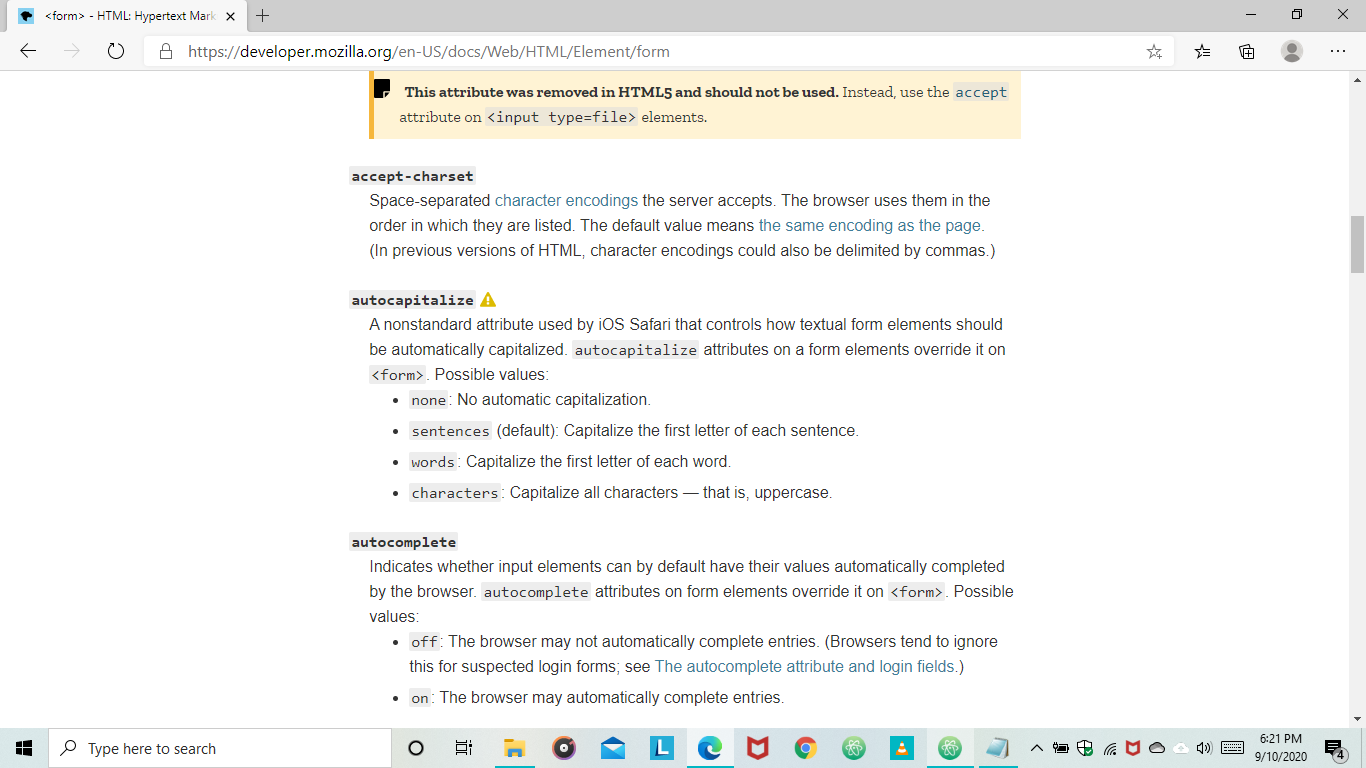 <form> - HTML: Hypertext Mark
https://developer.mozilla.org/en-US/docs/Web/HTML/Element/form
This attribute was removed in HTML5 and should not be used. Instead, use the accept
attribute on <input type=file> elements.
accept-charset
Space-separated character encodings the server accepts. The browser uses them in the
order in which they are listed. The default value means the same encoding as the page.
(In previous versions of HTML, character encodings could also be delimited by commas.)
autocapitalize
A nonstandard attribute used by iOS Safari that controls how textual form elements should
be automatically capitalized. autocapitalize attributes on a form elements override it on
<form>. Possible values:
• none: No automatic capitalization.
• sentences (default): Capitalize the first letter of each sentence.
• words: Capitalize the first letter of each word.
• characters: Capitalize all characters — that is, uppercase.
autocomplete
Indicates whether input elements can by default have their values automatically completed
by the browser. autocomplete attributes on form elements override it on <form>. Possible
values:
• off: The browser may not automatically complete entries. (Browsers tend to ignore
this for suspected login forms; see The autocomplete attribute and login fields.)
• on: The browser may automatically complete entries.
Type here to search
L
6:21 PM
9/10/2020
4